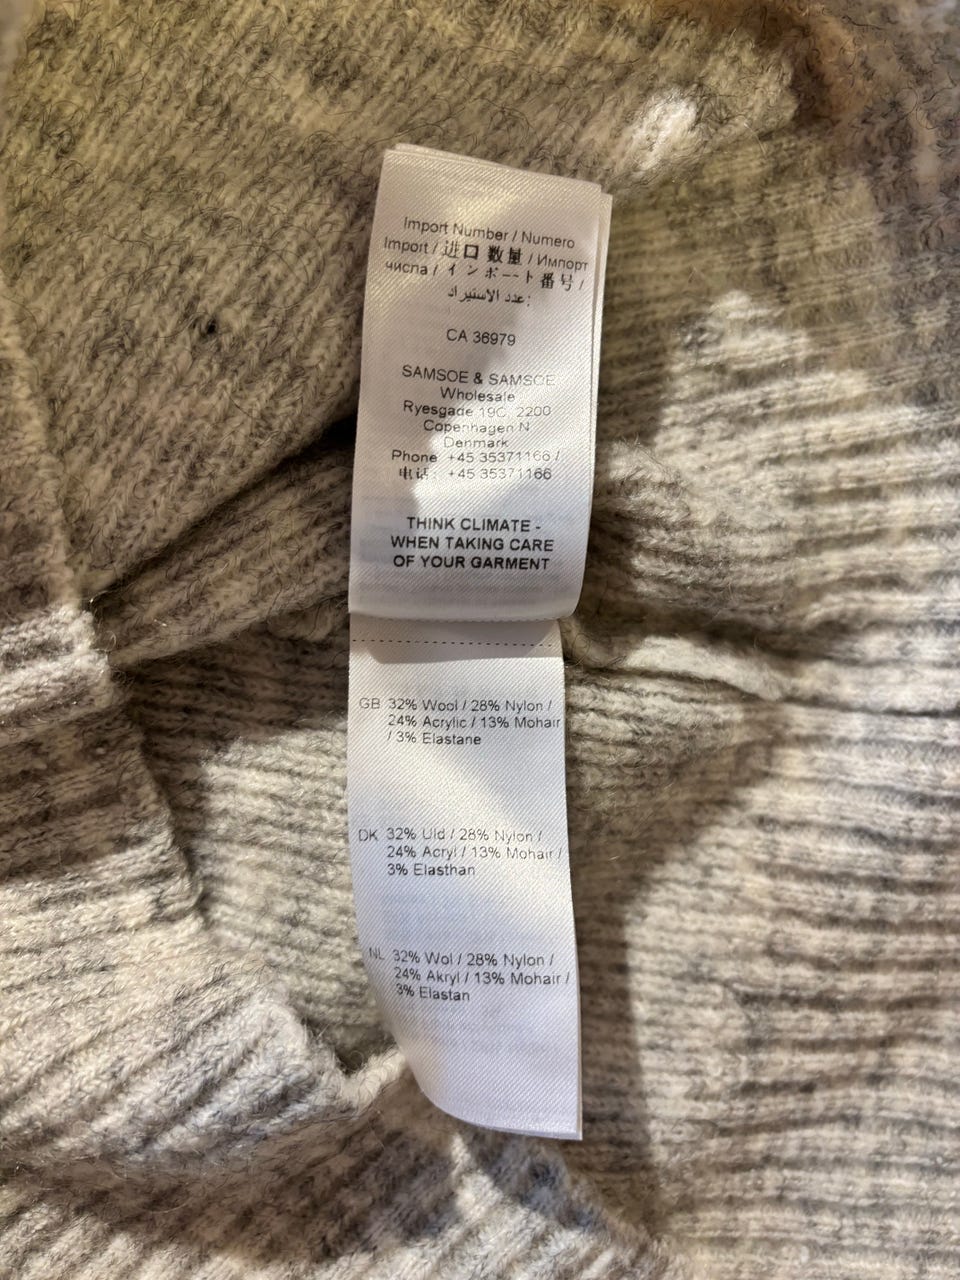 Import Number / Numero
Import / 进口 数量 / Импорт
числа / インポート番号 /
عدد الاستيراد:
CA 36979
SAMSOE & SAMSOE
Wholesale
Ryesgade 19C, 2200
Copenhagen N
Denmark
Phone: +45 35371166 /
电话: +45 35371166
THINK CLIMATE -
WHEN TAKING CARE
OF YOUR GARMENT
GB 32% Wool / 28% Nylon /
24% Acrylic / 13% Mohair
/ 3% Elastane
DK 32% Uld / 28% Nylon /
24% Acryl / 13% Mohair /
3% Elasthan
NL 32% Wol / 28% Nylon /
24% Akryl / 13% Mohair /
3% Elastan